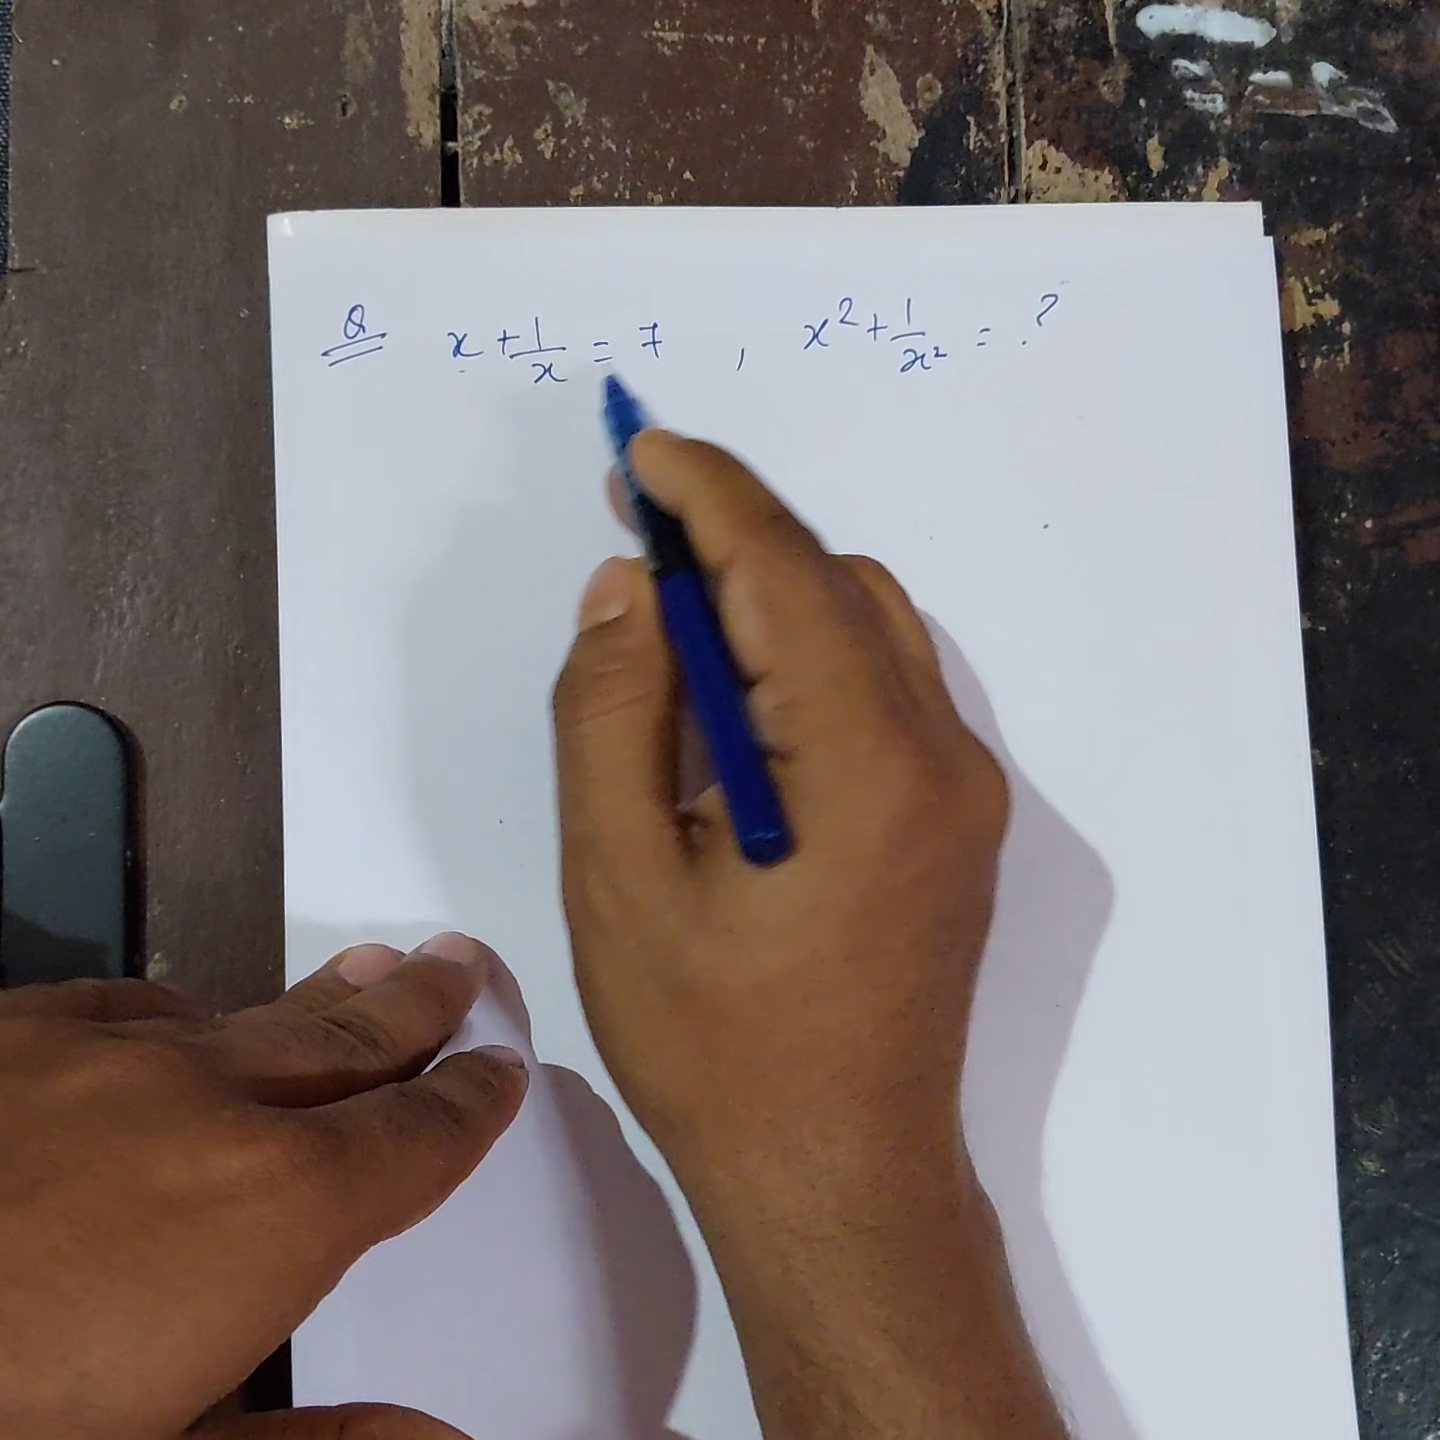 Q x + 1/x = 7 , x² + 1/x² = ?